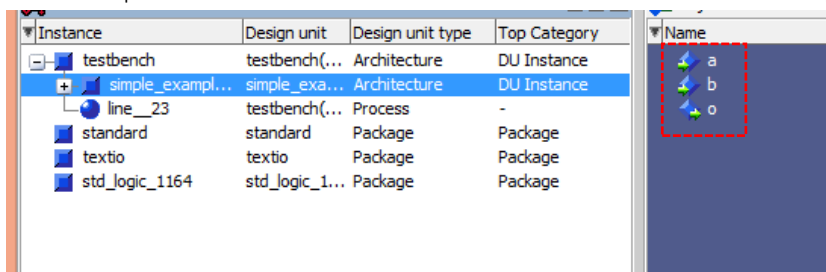 Instance Design unit Design unit type Top Category Name
testbench testbench(... Architecture DU Instance a
simple_exampl... simple_exa... Architecture DU Instance b
line__23 testbench(... Process - o
standard standard Package Package
textio textio Package Package
std_logic_1164 std_logic_1... Package Package